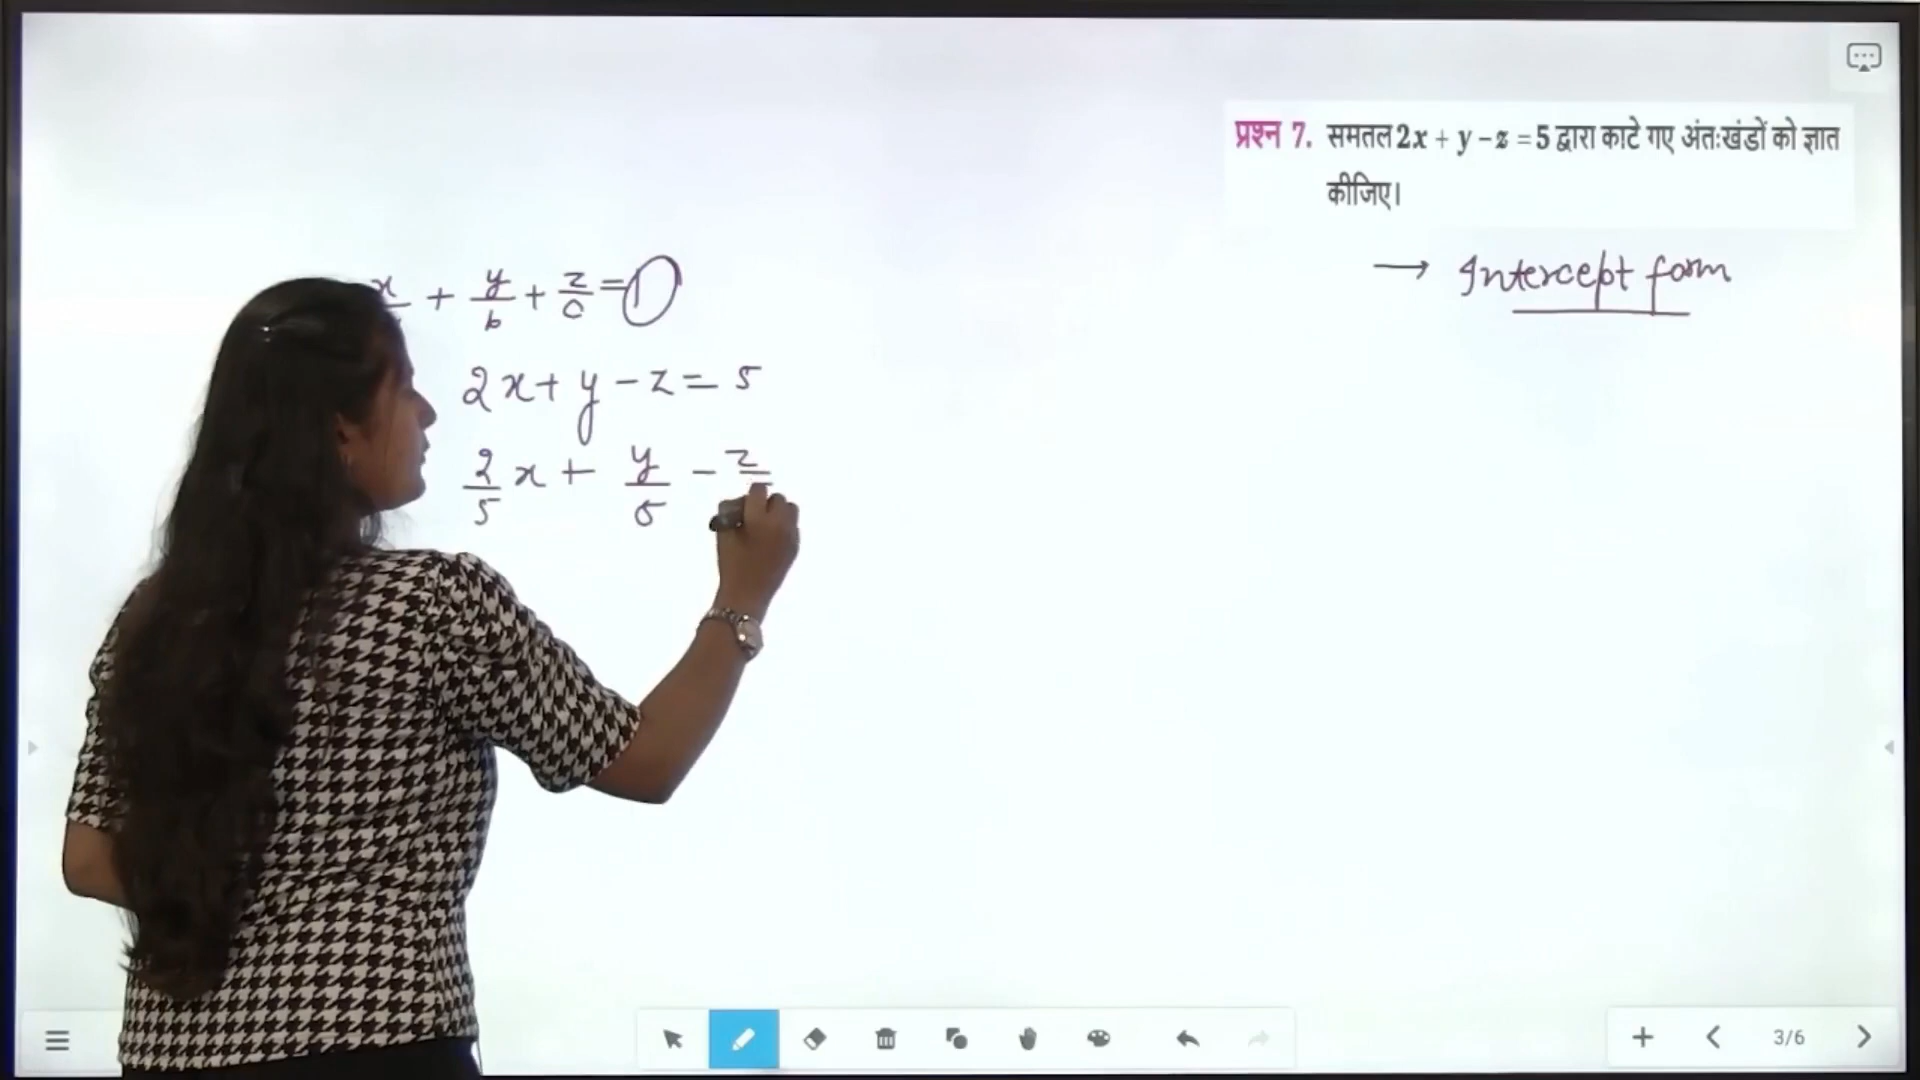 प्रश्न 7. समतल 2x + y - z = 5 द्वारा काटे गए अंतःखंडों को ज्ञात
कीजिए।
→ Intercept form
x + y/b + z/c = 1
2x + y - z = 5
2/5 x + y/5 - z
3/6